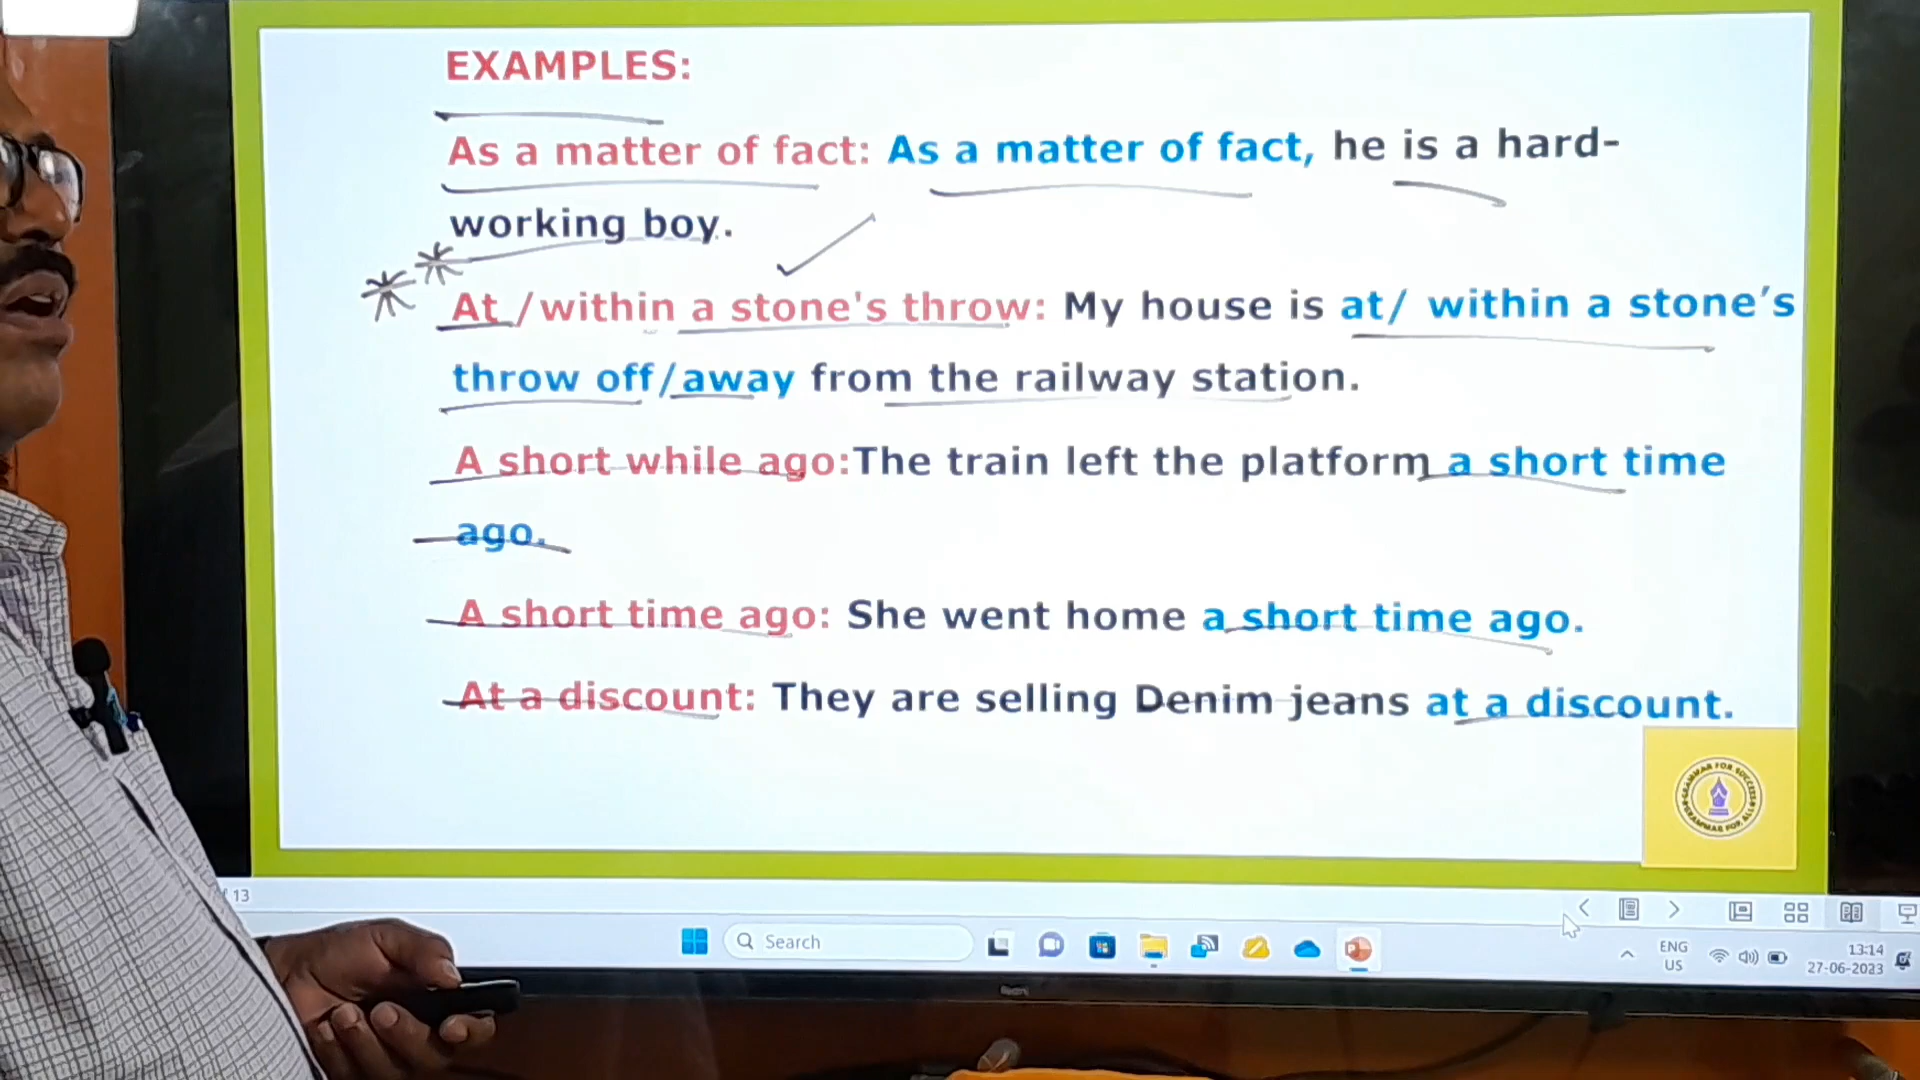 EXAMPLES:
As a matter of fact: As a matter of fact, he is a hard-
working boy.
At /within a stone's throw: My house is at/ within a stone’s
throw off/away from the railway station.
A short while ago:The train left the platform a short time
ago.
A short time ago: She went home a short time ago.
At a discount: They are selling Denim jeans at a discount.
13
Search
ENG
US
13:14
27-06-2023